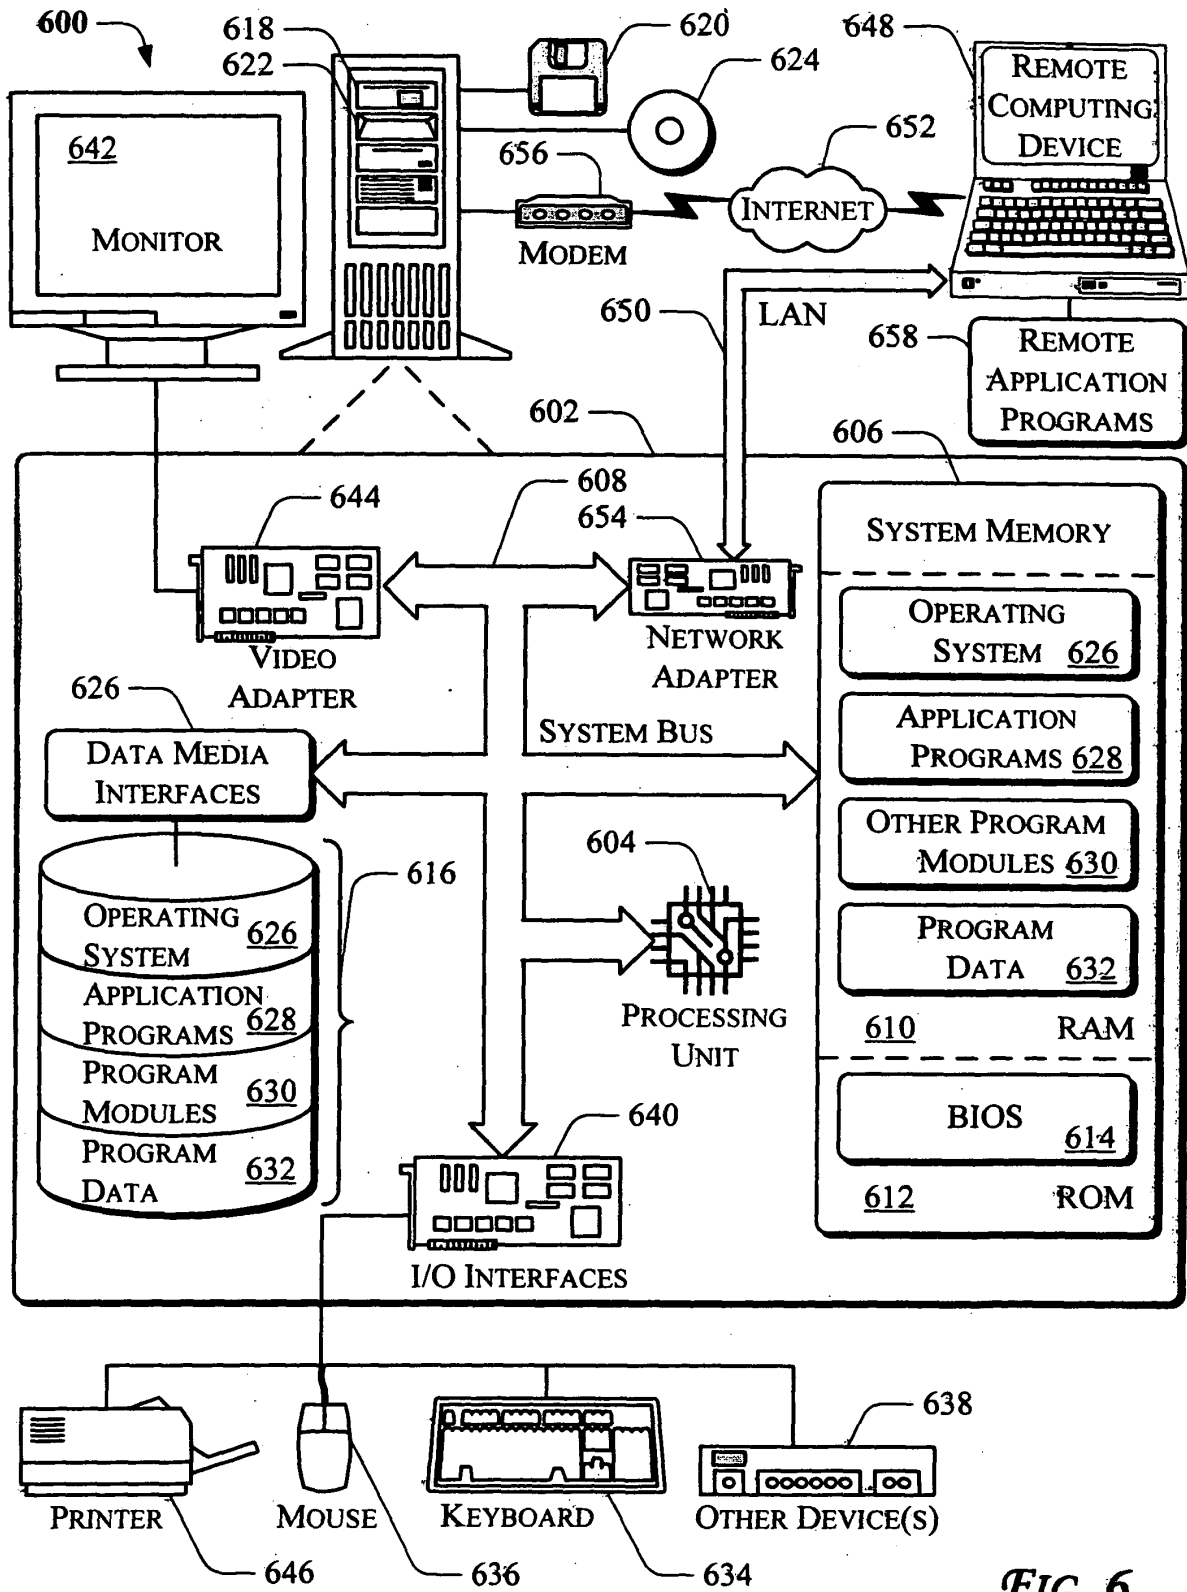 600
618
622
620
624
648
REMOTE
COMPUTING
DEVICE
642
MONITOR
656
MODEM
652
INTERNET
650
LAN
658
REMOTE
APPLICATION
PROGRAMS
602
606
644
608
654
VIDEO
ADAPTER
NETWORK
ADAPTER
SYSTEM MEMORY
OPERATING
SYSTEM 626
APPLICATION
PROGRAMS 628
OTHER PROGRAM
MODULES 630
PROGRAM
DATA 632
610 RAM
BIOS
614
612 ROM
626
DATA MEDIA
INTERFACES
SYSTEM BUS
616
OPERATING
SYSTEM 626
APPLICATION
PROGRAMS 628
PROGRAM
MODULES 630
PROGRAM
DATA 632
604
PROCESSING
UNIT
640
I/O INTERFACES
638
PRINTER
MOUSE
KEYBOARD
OTHER DEVICE(S)
646
636
634
FIG. 6